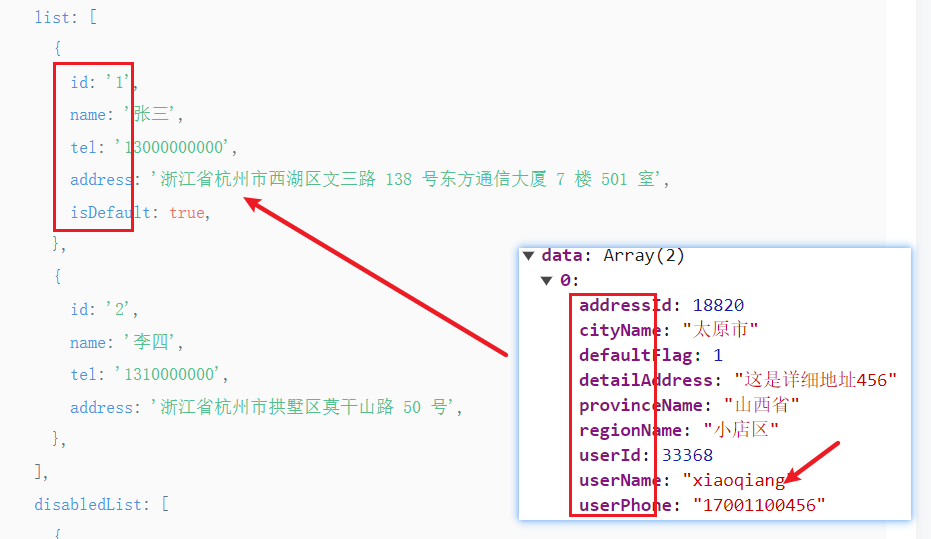 list: [
{
id: '1',
name: '张三',
tel: '13000000000',
address: '浙江省杭州市西湖区文三路 138 号东方通信大厦 7 楼 501 室',
isDefault: true,
},
{
id: '2',
name: '李四',
tel: '1310000000',
address: '浙江省杭州市拱墅区莫干山路 50 号',
},
],
disabledList: [
{
▼ data: Array(2)
▼ 0:
addressId: 18820
cityName: "太原市"
defaultFlag: 1
detailAddress: "这是详细地址456"
provinceName: "山西省"
regionName: "小店区"
userId: 33368
userName: "xiaoqiang
userPhone: "17001100456"